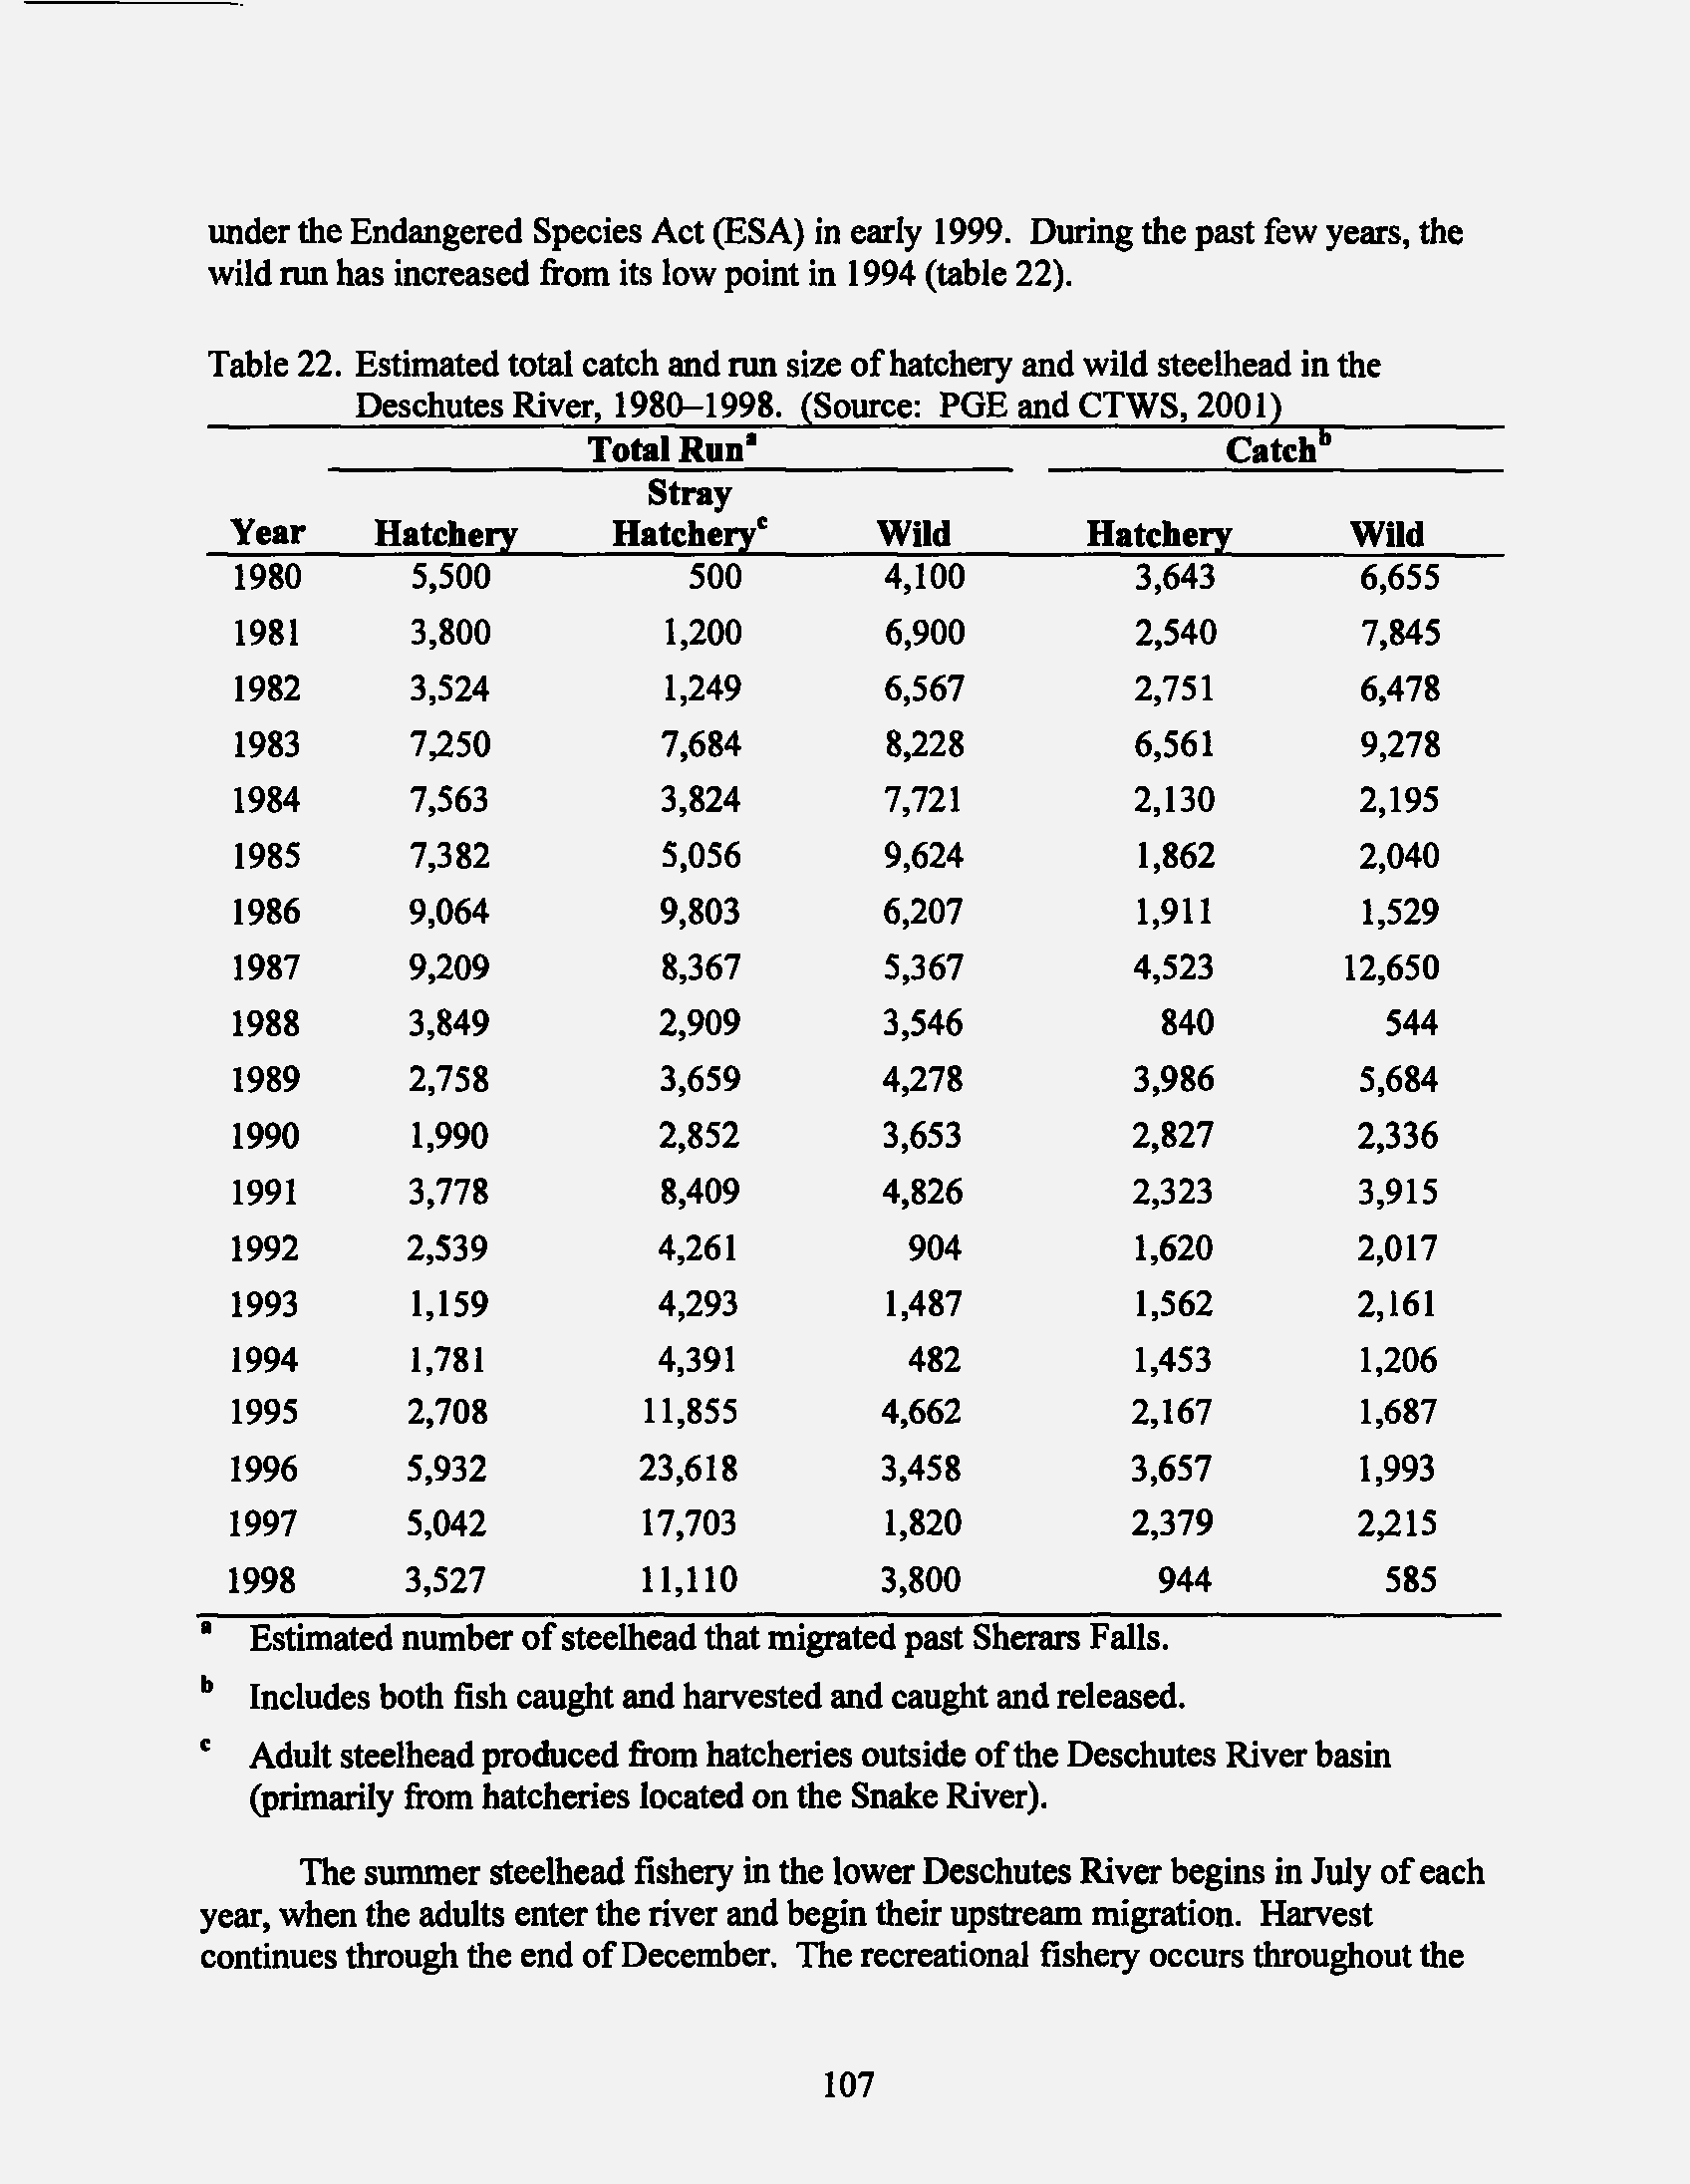 under the Endangered Species Act (ESA) in early 1999. During the past few years, the
wild run has increased from its low point in 1994 (table 22).
Table 22. Estimated total catch and run size of hatchery and wild steelhead in the
Deschutes River, 1980–1998. (Source: PGE and CTWS, 2001)
Total Runᵃ Catchᵇ
Stray
Year Hatchery Hatcheryᶜ Wild Hatchery Wild
1980 5,500 500 4,100 3,643 6,655
1981 3,800 1,200 6,900 2,540 7,845
1982 3,524 1,249 6,567 2,751 6,478
1983 7,250 7,684 8,228 6,561 9,278
1984 7,563 3,824 7,721 2,130 2,195
1985 7,382 5,056 9,624 1,862 2,040
1986 9,064 9,803 6,207 1,911 1,529
1987 9,209 8,367 5,367 4,523 12,650
1988 3,849 2,909 3,546 840 544
1989 2,758 3,659 4,278 3,986 5,684
1990 1,990 2,852 3,653 2,827 2,336
1991 3,778 8,409 4,826 2,323 3,915
1992 2,539 4,261 904 1,620 2,017
1993 1,159 4,293 1,487 1,562 2,161
1994 1,781 4,391 482 1,453 1,206
1995 2,708 11,855 4,662 2,167 1,687
1996 5,932 23,618 3,458 3,657 1,993
1997 5,042 17,703 1,820 2,379 2,215
1998 3,527 11,110 3,800 944 585
ᵃ Estimated number of steelhead that migrated past Sherars Falls.
ᵇ Includes both fish caught and harvested and caught and released.
ᶜ Adult steelhead produced from hatcheries outside of the Deschutes River basin
(primarily from hatcheries located on the Snake River).
The summer steelhead fishery in the lower Deschutes River begins in July of each
year, when the adults enter the river and begin their upstream migration. Harvest
continues through the end of December. The recreational fishery occurs throughout the
107